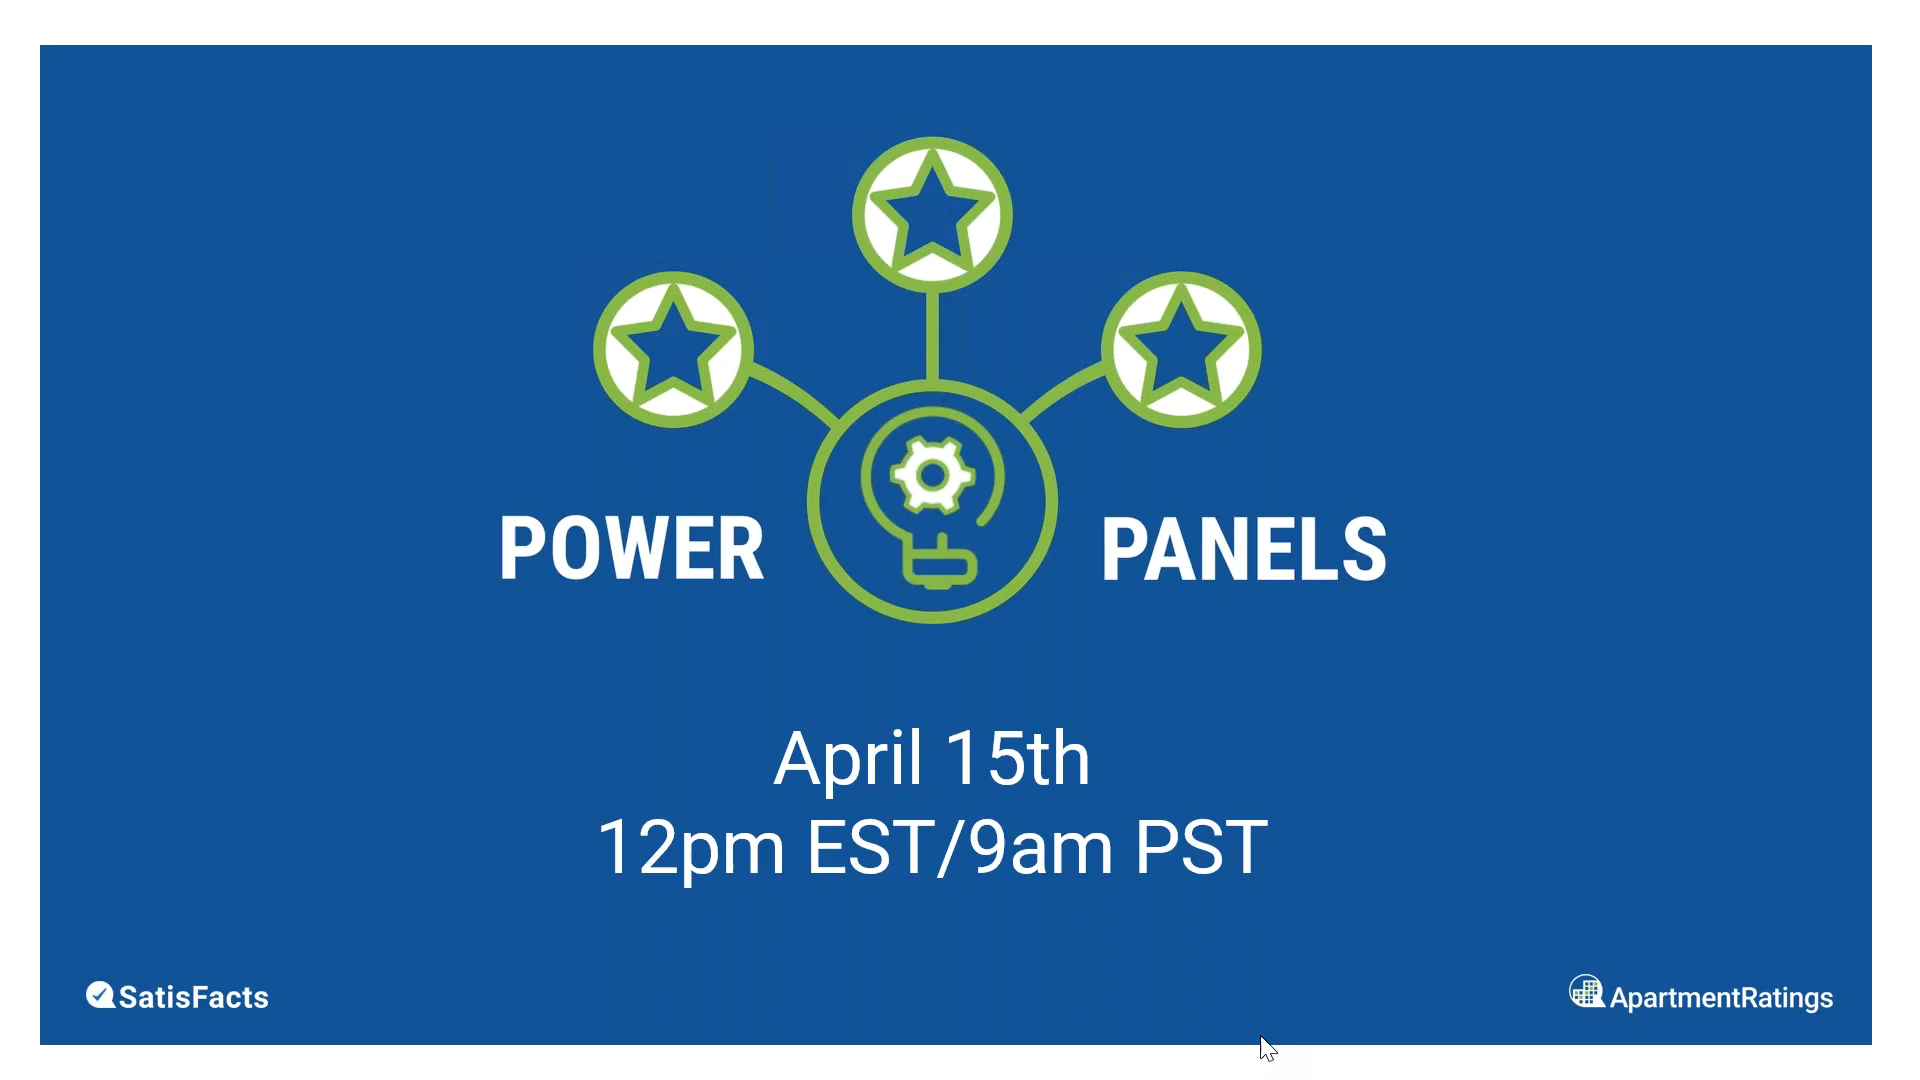 POWER PANELS
April 15th
12pm EST/9am PST
SatisFacts
ApartmentRatings